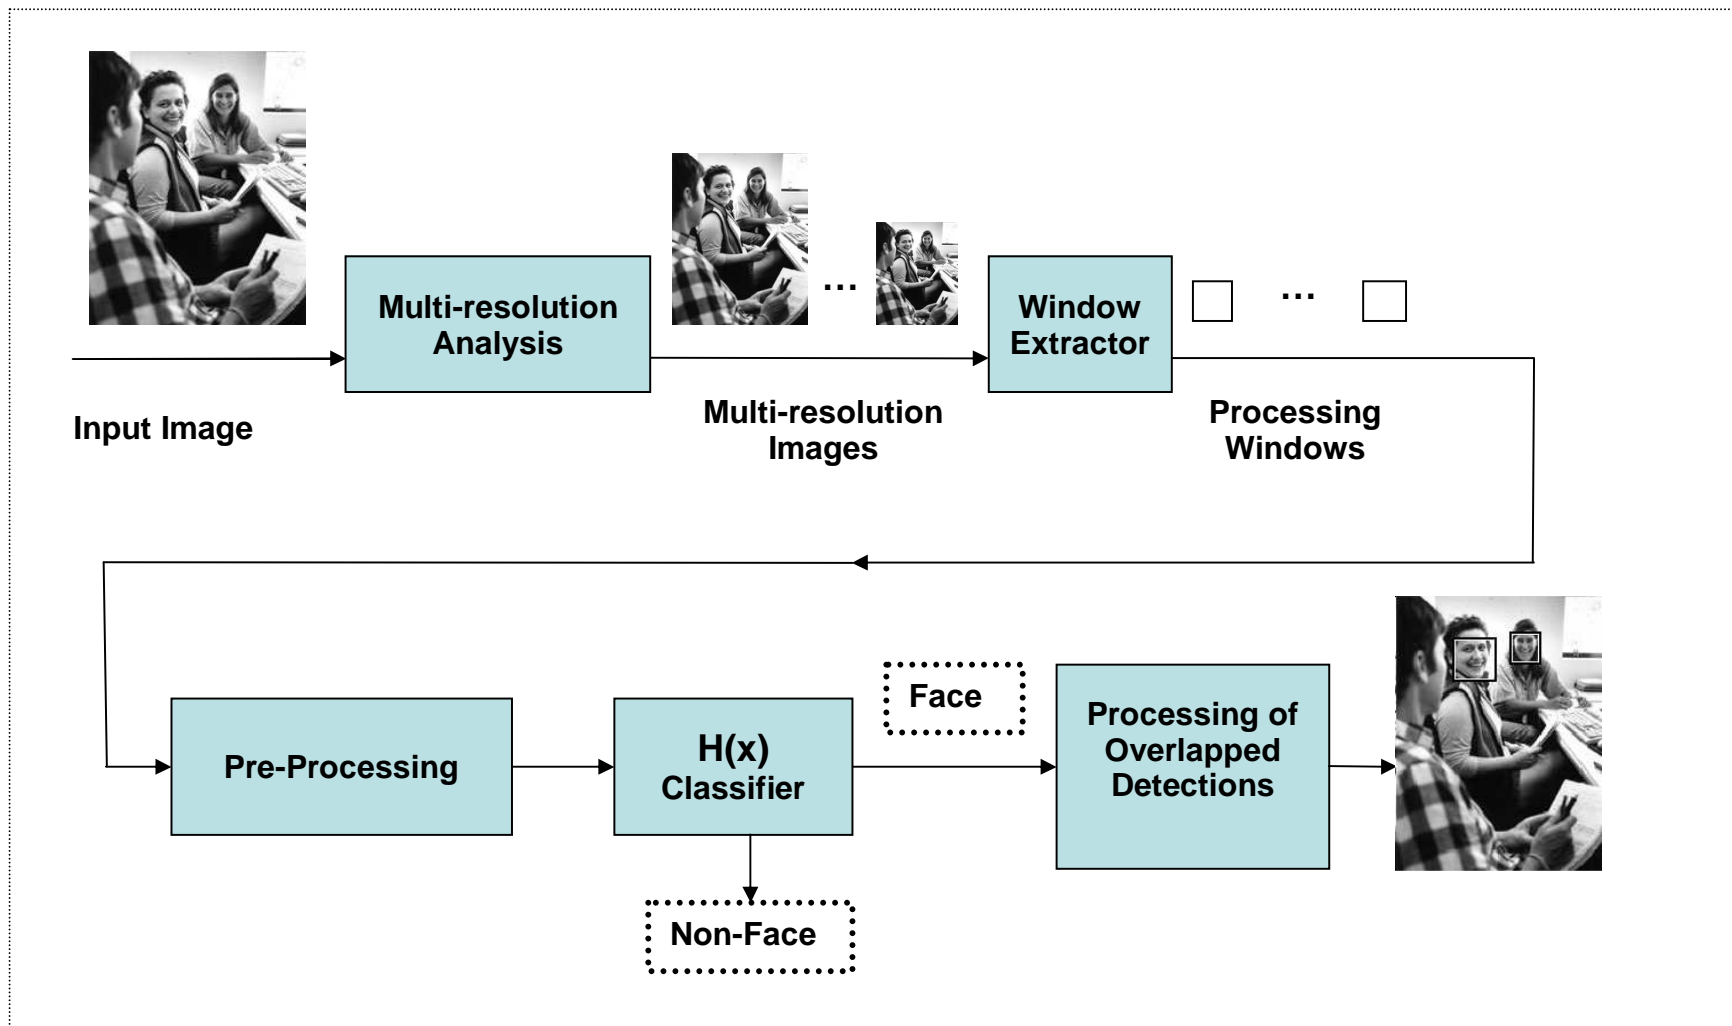 Multi-resolution
Analysis
...
Window
Extractor
...
Input Image
Multi-resolution
Images
Processing
Windows
Pre-Processing
H(x)
Classifier
Face
Processing of
Overlapped
Detections
Non-Face